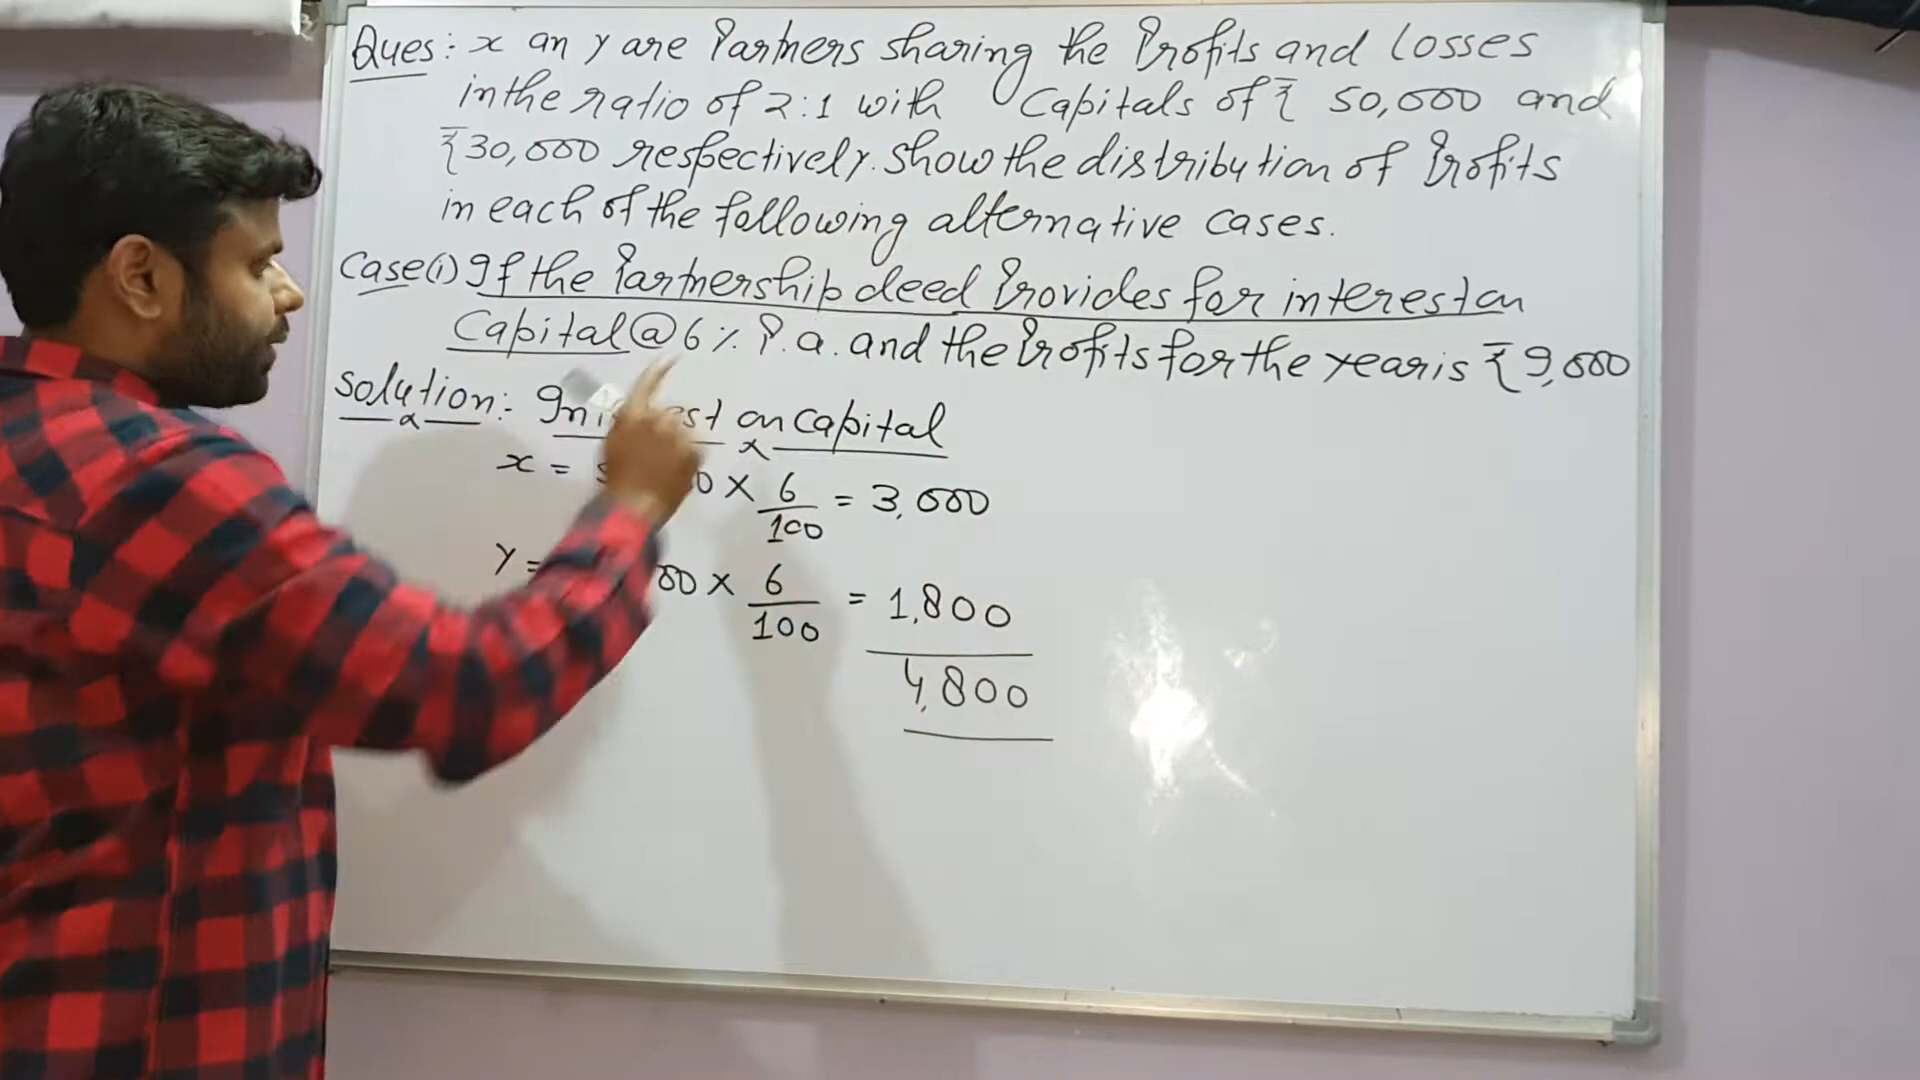 Ques:- x an y are Partners sharing the Profits and Losses
in the ratio of 2:1 with Capitals of ₹ 50,000 and
₹30,000 respectively. Show the distribution of Profits
in each of the following alternative cases.
Case(i) If the Partnership deed Provides for interest on
Capital @ 6% P.a. and the Profits for the year is ₹9,000
Solution:- on capital
x = 0 × 6/100 = 3,000
y = 00 × 6/100 = 1,800
4,800